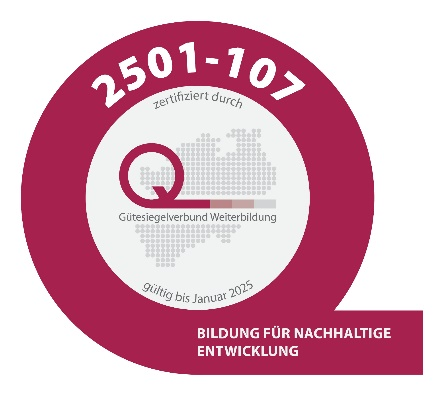 2501-107
zertifiziert durch
Gütesiegelverbund Weiterbildung
gültig bis Januar 2025
BILDUNG FÜR NACHHALTIGE
ENTWICKLUNG